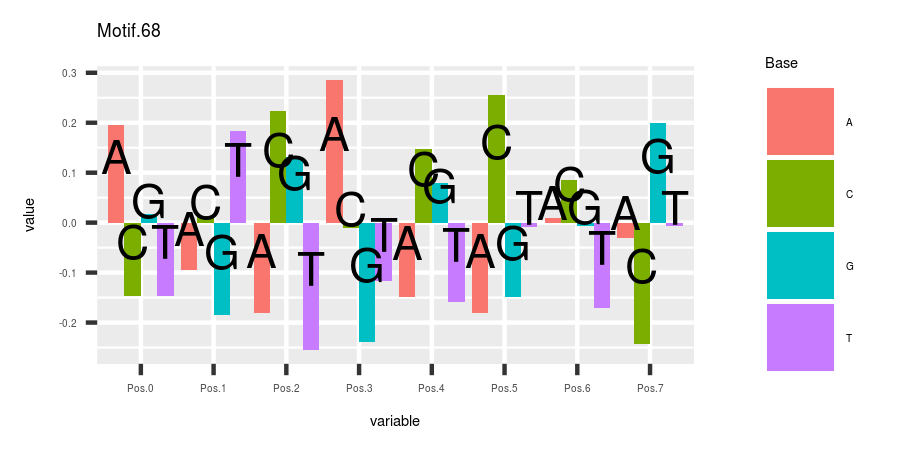 Motif.68
value
0.3
0.2
0.1
0.0
-0.1
-0.2
A C G T A C G T A C G T A C G T A C G T A C G T A C G T A C G T
Pos.0 Pos.1 Pos.2 Pos.3 Pos.4 Pos.5 Pos.6 Pos.7
variable
Base
A
C
G
T